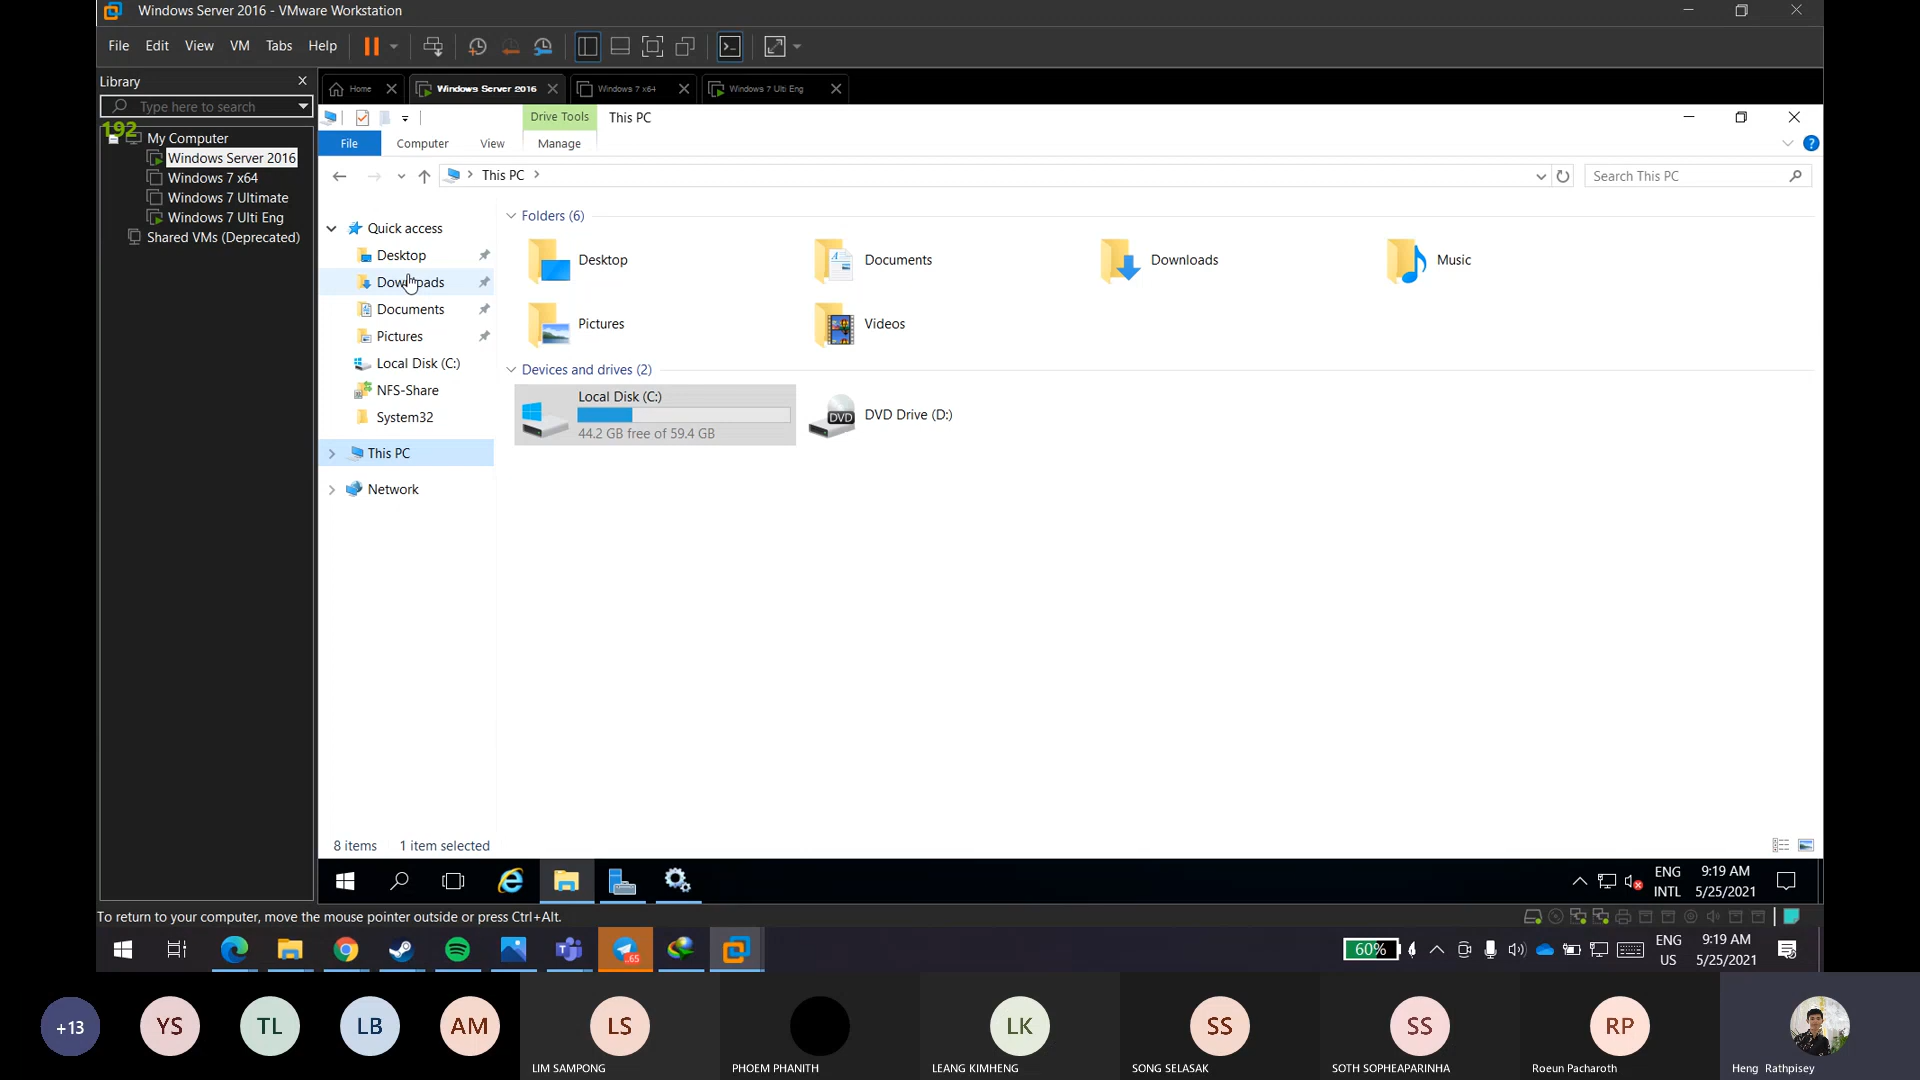 Windows Server 2016 - VMware Workstation
File Edit View VM Tabs Help
Library
Type here to search
192
My Computer
Windows Server 2016
Windows 7 x64
Windows 7 Ultimate
Windows 7 Ulti Eng
Shared VMs (Deprecated)
Home Windows Server 2016 Windows 7 x64 Windows 7 Ulti Eng
Drive Tools This PC
File Computer View Manage
This PC
Search This PC
Quick access
Desktop
Downloads
Documents
Pictures
Local Disk (C:)
NFS-Share
System32
This PC
Network
Folders (6)
Desktop Documents Downloads Music
Pictures Videos
Devices and drives (2)
Local Disk (C:)
44.2 GB free of 59.4 GB
DVD
DVD Drive (D:)
8 items 1 item selected
ENG
INTL
9:19 AM
5/25/2021
To return to your computer, move the mouse pointer outside or press Ctrl+Alt.
65
60%
ENG
US
9:19 AM
5/25/2021
+13 YS TL LB AM LS LK SS SS RP
LIM SAMPONG PHOEM PHANITH LEANG KIMHENG SONG SELASAK SOTH SOPHEAPARINHA Roeun Pacharoth Heng Rathpisey